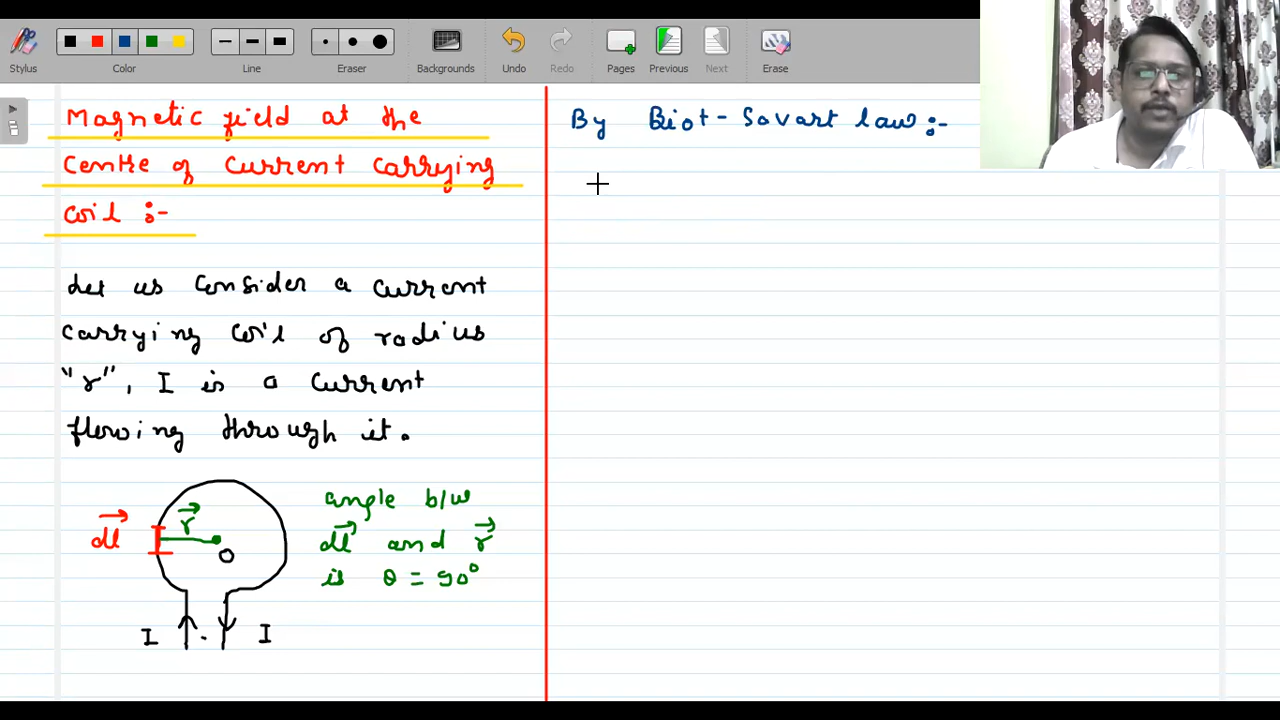 Stylus
Color
Line
Eraser
Backgrounds
Undo
Redo
Pages
Previous
Next
Erase
Magnetic field at the
Centre of Current Carrying
coil :-
Let us Consider a current
Carrying Coil of radius
"r", I is a current
flowing through it.
dl
r
O
I
I
angle b/w
dl and r
is θ = 90°
By Biot-Savart law :-